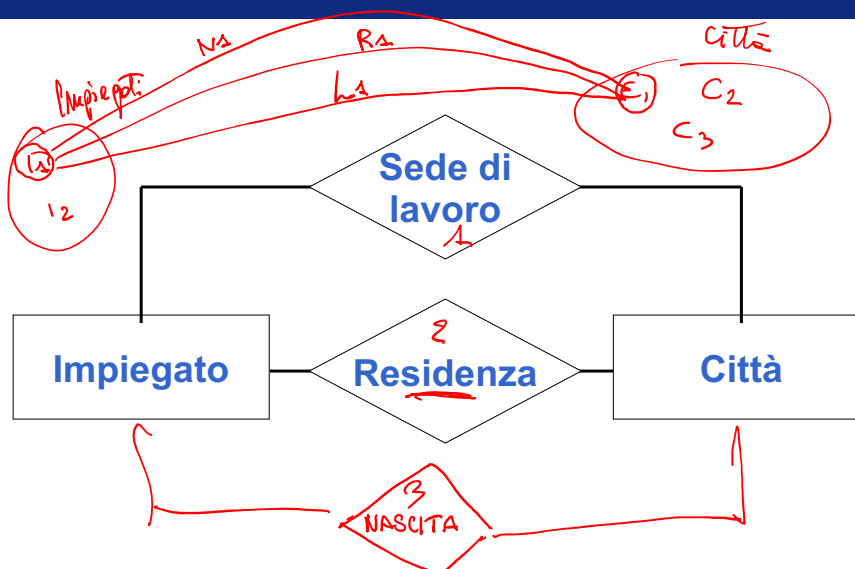 N1
R1
L1
Città
Impiegati
I1
I2
C1
C2
C3
Sede di
lavoro
1
Impiegato
2
Residenza
Città
3
NASCITA